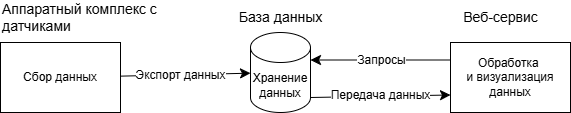 Аппаратный комплекс с
датчиками
База данных
Веб-сервис
Сбор данных
Экспорт данных
Хранение
данных
Запросы
Передача данных
Обработка
и визуализация
данных